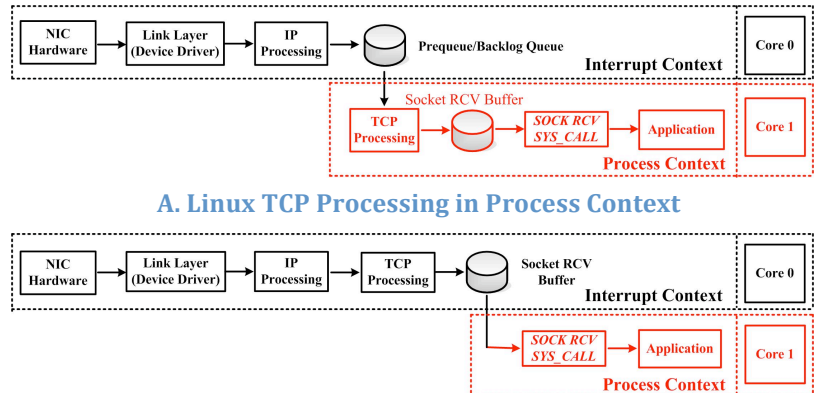 NIC
Hardware
Link Layer
(Device Driver)
IP
Processing
Prequeue/Backlog Queue
Interrupt Context
Core 0
TCP
Processing
Socket RCV Buffer
SOCK RCV
SYS_CALL
Application
Process Context
Core 1
A. Linux TCP Processing in Process Context
NIC
Hardware
Link Layer
(Device Driver)
IP
Processing
TCP
Processing
Socket RCV
Buffer
Interrupt Context
Core 0
SOCK RCV
SYS_CALL
Application
Process Context
Core 1